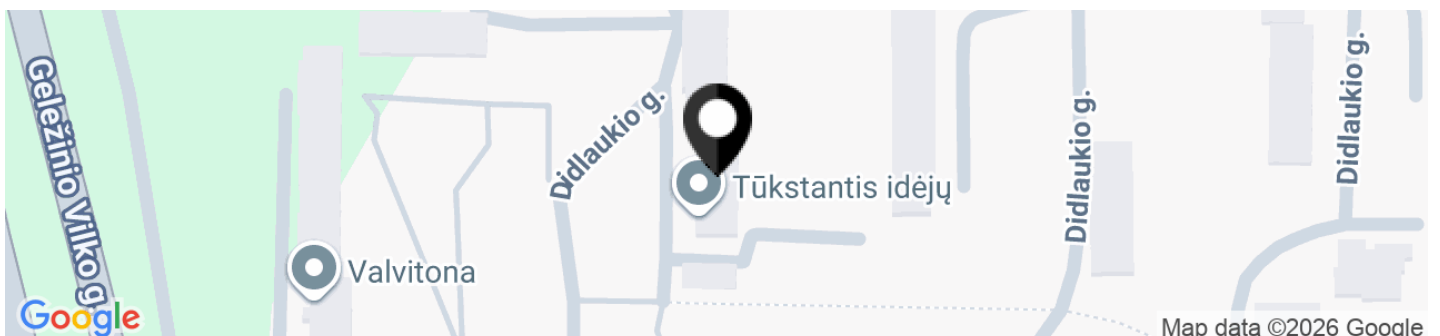 Geležinio Vilko g.
Didlaukio g.
Didlaukio g.
Didlaukio g.
Tūkstantis idėjų
Valvitona
Google
Map data ©2026 Google